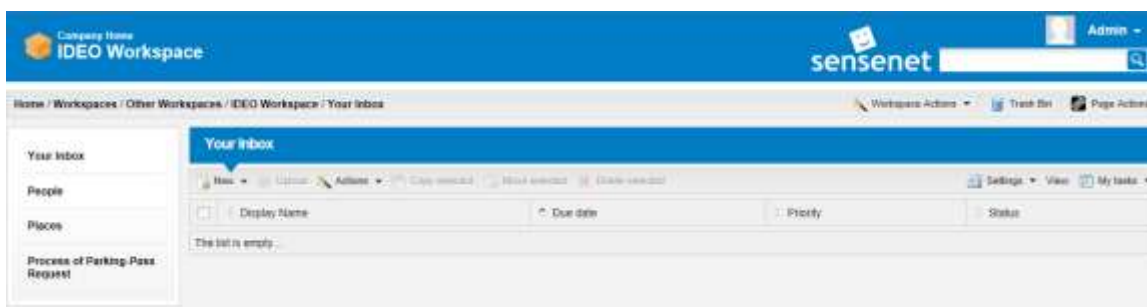 Company Home
IDEO Workspace
sensenet
Admin
Home / Workspaces / Other Workspaces / IDEO Workspace / Your Inbox
Workspace Actions
Trash Bin
Page Action
Your Inbox
People
Places
Process of Parking-Pass
Request
Your Inbox
New
Upload
Actions
Copy selected
Move selected
Delete selected
Settings
View
My tasks
Display Name
Due date
Priority
Status
The list is empty...